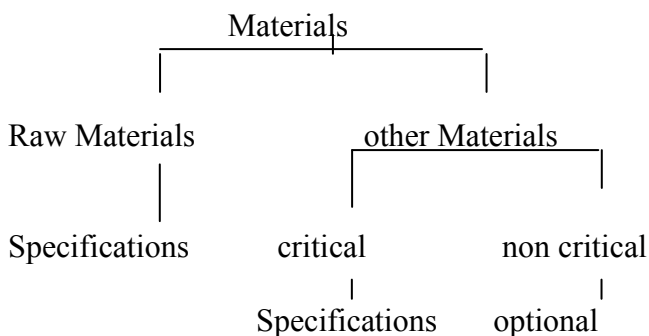 Materials
Raw Materials other Materials
Specifications critical non critical
Specifications optional